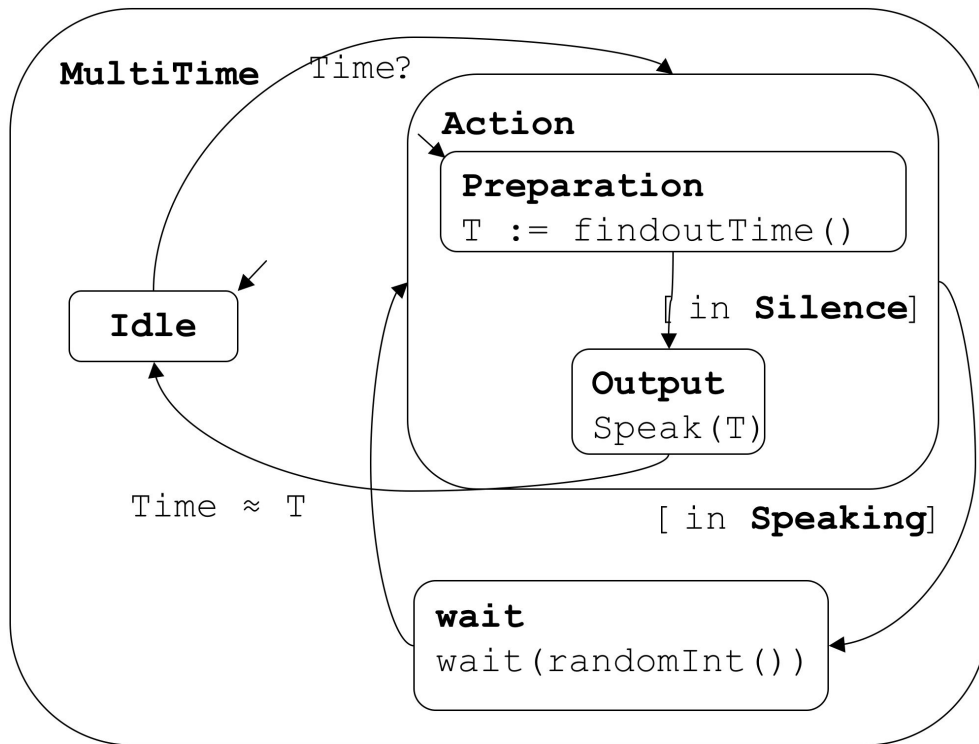 MultiTime
Time?
Action
Preparation
T := findoutTime()
[ in Silence]
Idle
Output
Speak(T)
Time ≈ T
[ in Speaking]
wait
wait(randomInt())